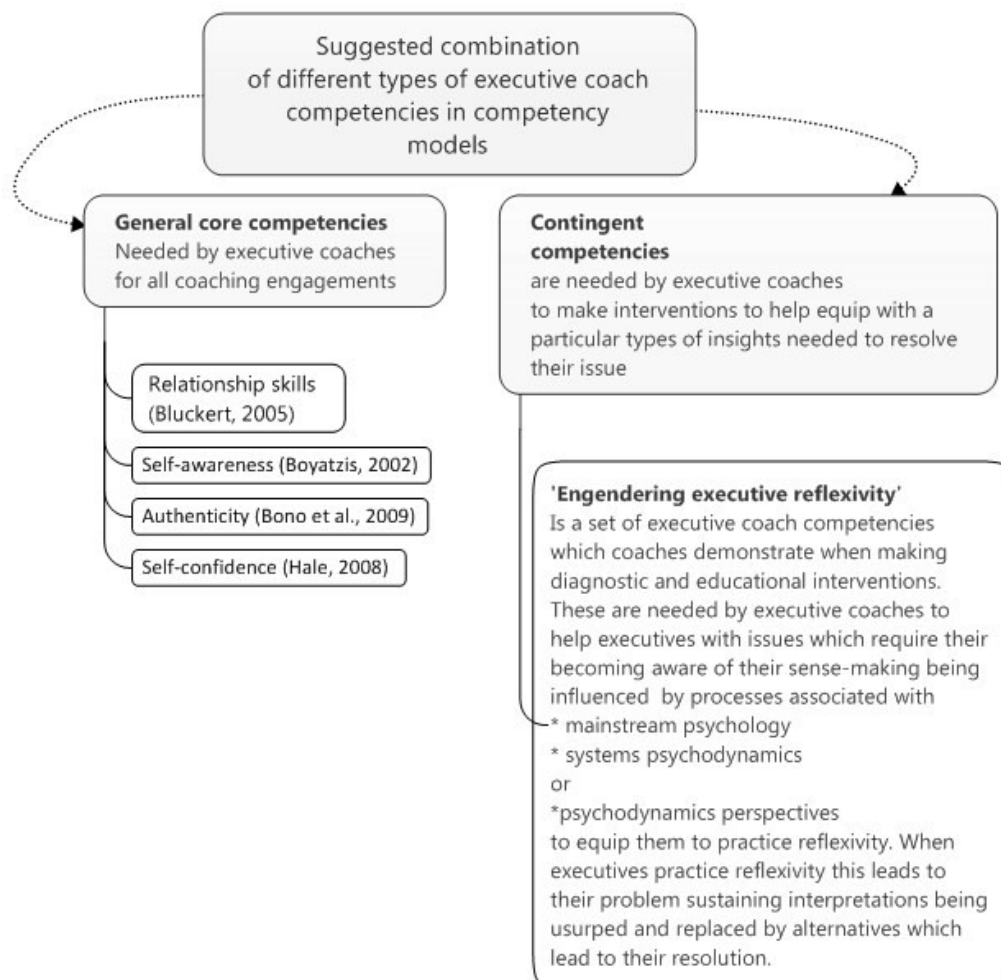 Suggested combination
of different types of executive coach
competencies in competency
models
General core competencies
Needed by executive coaches
for all coaching engagements
Relationship skills
(Bluckert, 2005)
Self-awareness (Boyatzis, 2002)
Authenticity (Bono et al., 2009)
Self-confidence (Hale, 2008)
Contingent
competencies
are needed by executive coaches
to make interventions to help equip with a
particular types of insights needed to resolve
their issue
'Engendering executive reflexivity'
Is a set of executive coach competencies
which coaches demonstrate when making
diagnostic and educational interventions.
These are needed by executive coaches to
help executives with issues which require their
becoming aware of their sense-making being
influenced by processes associated with
* mainstream psychology
* systems psychodynamics
or
*psychodynamics perspectives
to equip them to practice reflexivity. When
executives practice reflexivity this leads to
their problem sustaining interpretations being
usurped and replaced by alternatives which
lead to their resolution.